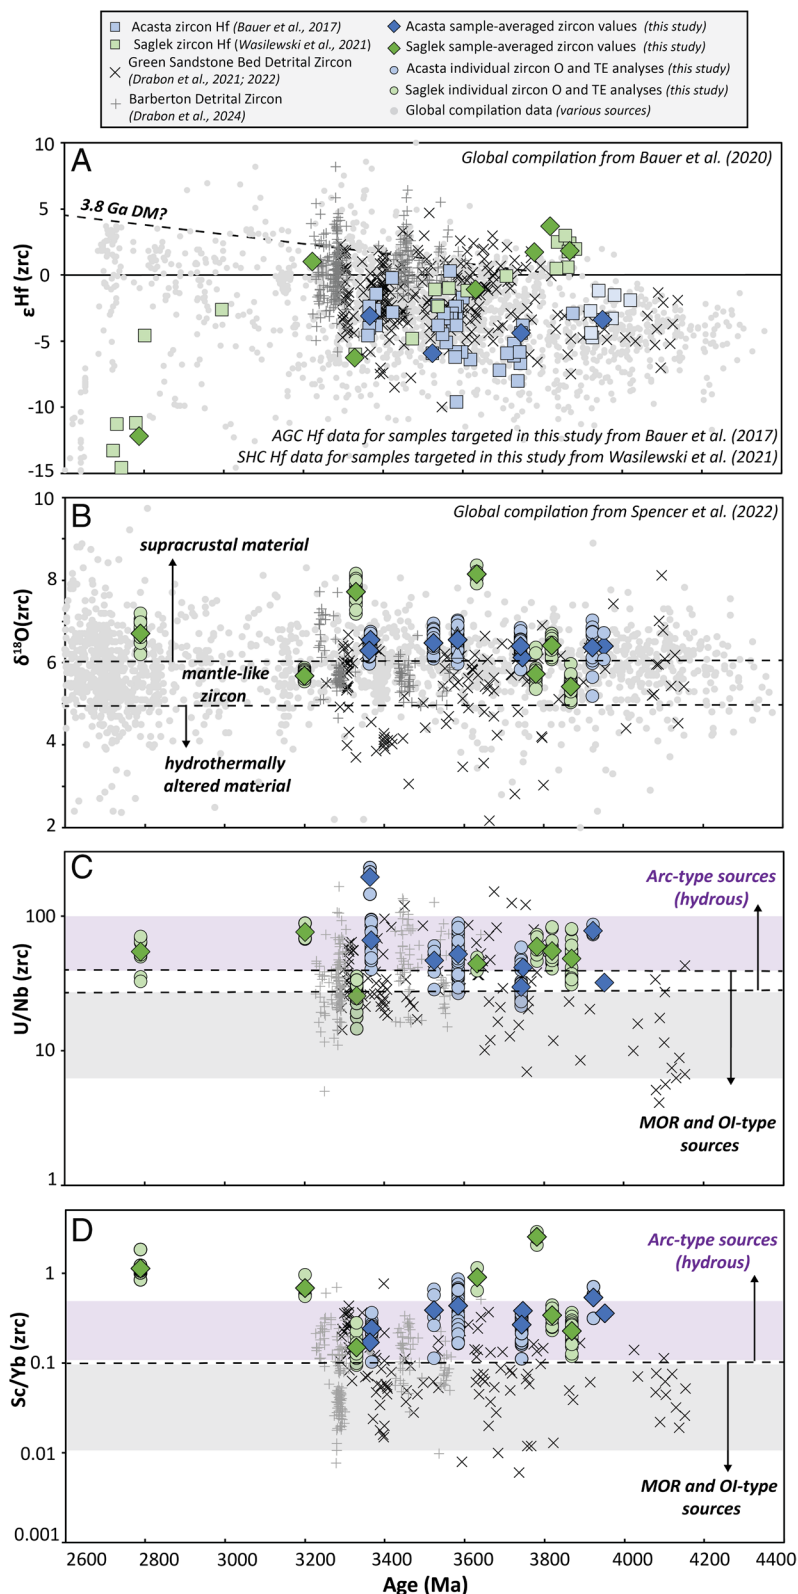 Acasta zircon Hf (Bauer et al., 2017)
Saglek zircon Hf (Wasilewski et al., 2021)
Green Sandstone Bed Detrital Zircon
(Drabon et al., 2021; 2022)
Barberton Detrital Zircon
(Drabon et al., 2024)
Acasta sample-averaged zircon values (this study)
Saglek sample-averaged zircon values (this study)
Acasta individual zircon O and TE analyses (this study)
Saglek individual zircon O and TE analyses (this study)
Global compilation data (various sources)
A
Global compilation from Bauer et al. (2020)
3.8 Ga DM?
10
5
0
-5
-10
-15
εHf (zrc)
AGC Hf data for samples targeted in this study from Bauer et al. (2017)
SHC Hf data for samples targeted in this study from Wasilewski et al. (2021)
B
Global compilation from Spencer et al. (2022)
supracrustal material
mantle-like
zircon
hydrothermally
altered material
10
8
6
4
2
δ18O(zrc)
C
Arc-type sources
(hydrous)
100
10
1
U/Nb (zrc)
MOR and OI-type
sources
D
Arc-type sources
(hydrous)
1
0.1
0.01
0.001
Sc/Yb (zrc)
MOR and OI-type
sources
2600 2800 3000 3200 3400 3600 3800 4000 4200 4400
Age (Ma)